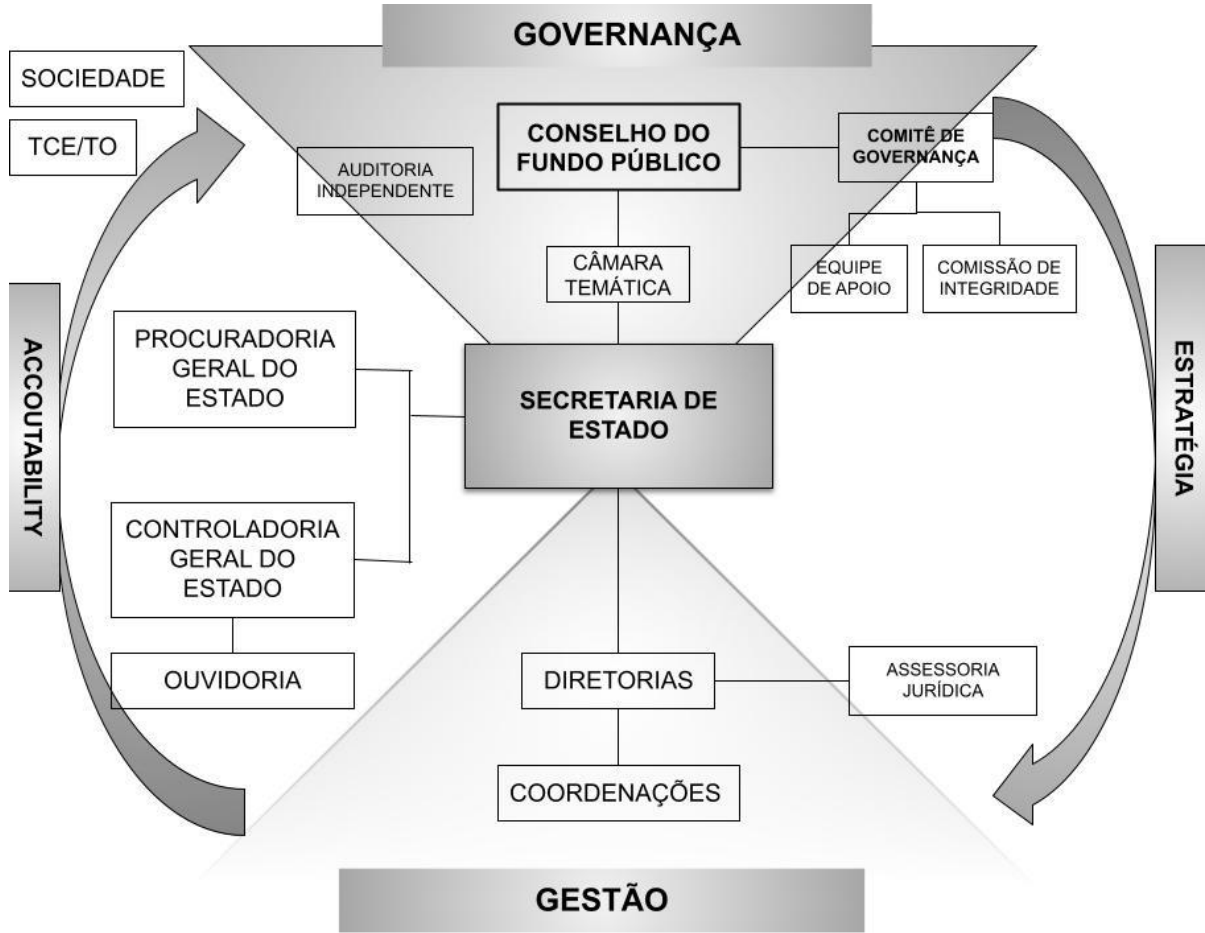 GOVERNANÇA
SOCIEDADE
TCE/TO
CONSELHO DO
FUNDO PÚBLICO
COMITÊ DE
GOVERNANÇA
AUDITORIA
INDEPENDENTE
CÂMARA
TEMÁTICA
EQUIPE
DE APOIO
COMISSÃO DE
INTEGRIDADE
PROCURADORIA
GERAL DO
ESTADO
SECRETARIA DE
ESTADO
ACCOUTABILITY
ESTRATÉGIA
CONTROLADORIA
GERAL DO
ESTADO
OUVIDORIA
DIRETORIAS
ASSESSORIA
JURÍDICA
COORDENAÇÕES
GESTÃO